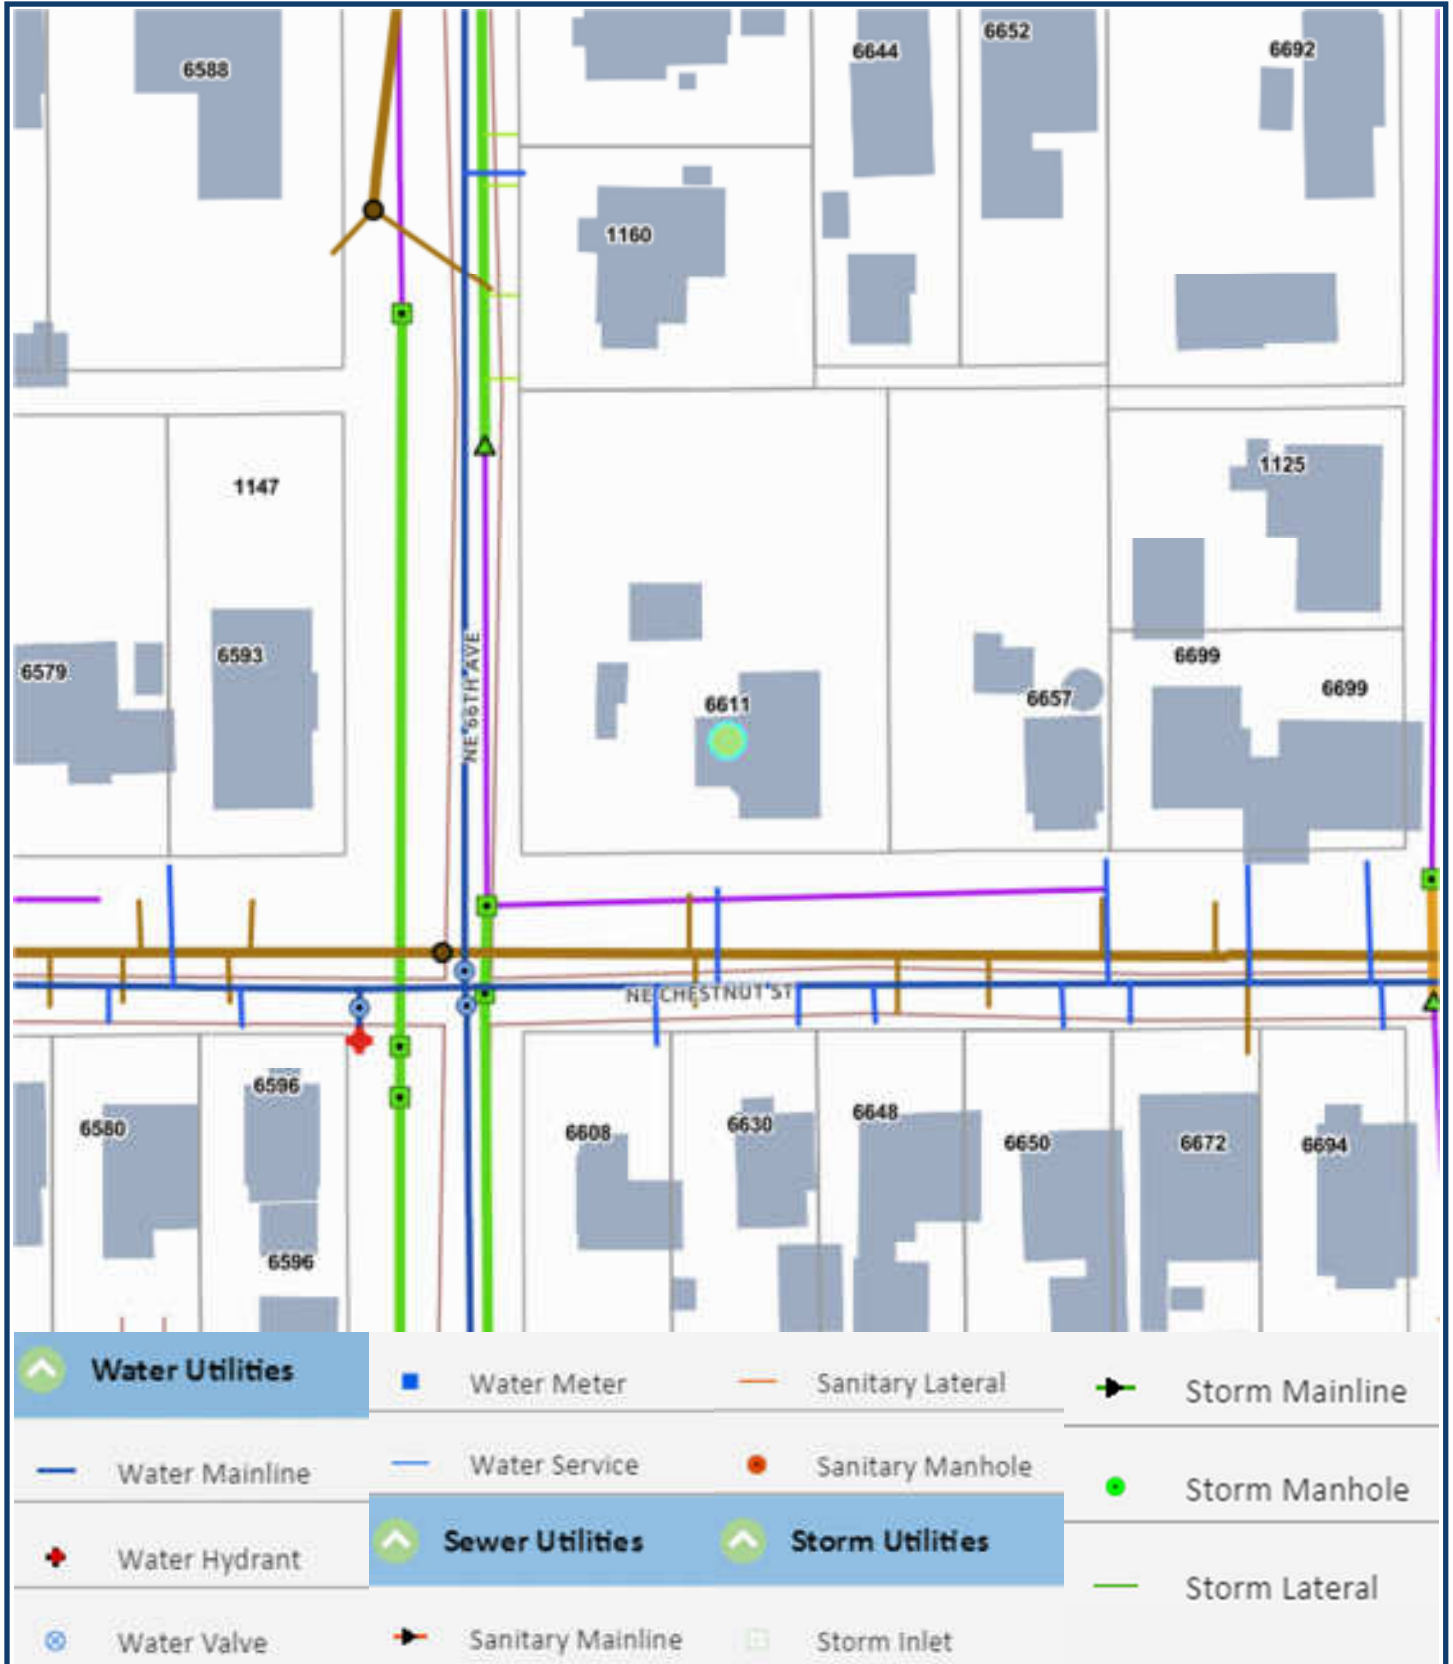 6588
6644
6652
6692
1160
1147
1125
6579
6593
NE 66TH AVE
6611
6657
6699
6699
NE CHESTNUT ST
6580
6596
6596
6608
6630
6648
6650
6672
6694
Water Utilities
Water Mainline
Water Hydrant
Water Valve
Water Meter
Water Service
Sewer Utilities
Sanitary Mainline
Sanitary Lateral
Sanitary Manhole
Storm Utilities
Storm Inlet
Storm Mainline
Storm Manhole
Storm Lateral